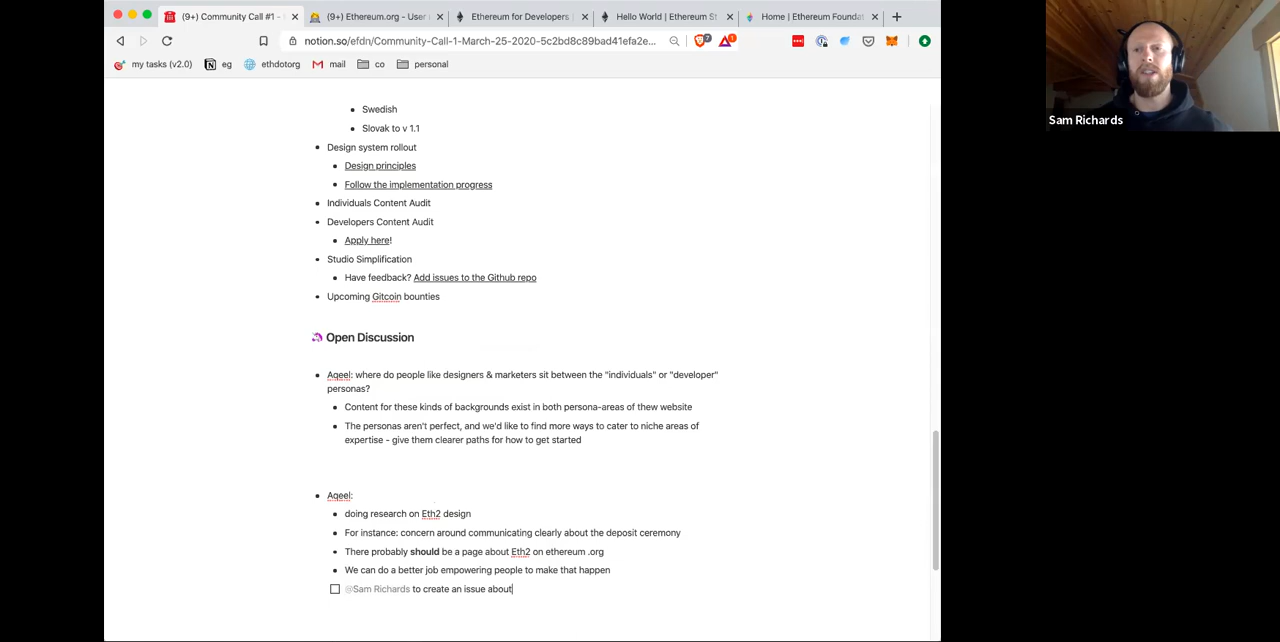 (9+) Community Call #1 -
(9+) Ethereum.org - User
Ethereum for Developers
Hello World | Ethereum St
Home | Ethereum Foundat
notion.so/efdn/Community-Call-1-March-25-2020-5c2bd8c89bad41efa2e...
7
1
my tasks (v2.0)
eg
ethdotorg
mail
co
personal
Sam Richards
Swedish
Slovak to v 1.1
Design system rollout
Design principles
Follow the implementation progress
Individuals Content Audit
Developers Content Audit
Apply here!
Studio Simplification
Have feedback? Add issues to the Github repo
Upcoming Gitcoin bounties
Open Discussion
Aqeel: where do people like designers & marketers sit between the "individuals" or "developer"
personas?
Content for these kinds of backgrounds exist in both persona-areas of thew website
The personas aren't perfect, and we'd like to find more ways to cater to niche areas of
expertise - give them clearer paths for how to get started
Aqeel:
doing research on Eth2 design
For instance: concern around communicating clearly about the deposit ceremony
There probably should be a page about Eth2 on ethereum .org
We can do a better job empowering people to make that happen
@Sam Richards to create an issue about